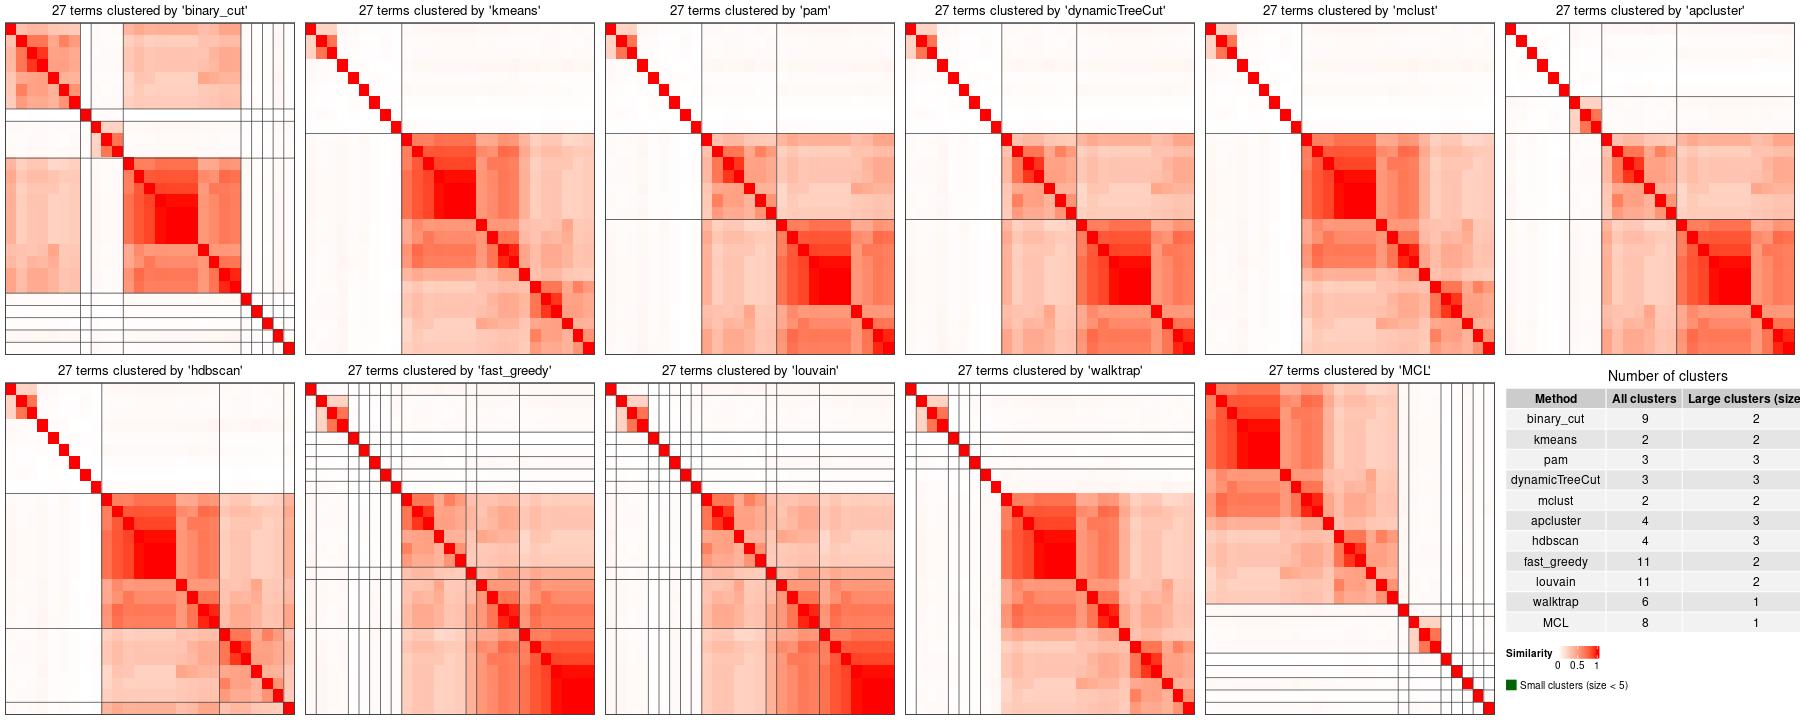 27 terms clustered by 'binary_cut'
27 terms clustered by 'kmeans'
27 terms clustered by 'pam'
27 terms clustered by 'dynamicTreeCut'
27 terms clustered by 'mclust'
27 terms clustered by 'apcluster'
27 terms clustered by 'hdbscan'
27 terms clustered by 'fast_greedy'
27 terms clustered by 'louvain'
27 terms clustered by 'walktrap'
27 terms clustered by 'MCL'
Number of clusters
Method All clusters Large clusters (size
binary_cut 9 2
kmeans 2 2
pam 3 3
dynamicTreeCut 3 3
mclust 2 2
apcluster 4 3
hdbscan 4 3
fast_greedy 11 2
louvain 11 2
walktrap 6 1
MCL 8 1
Similarity
0 0.5 1
Small clusters (size < 5)